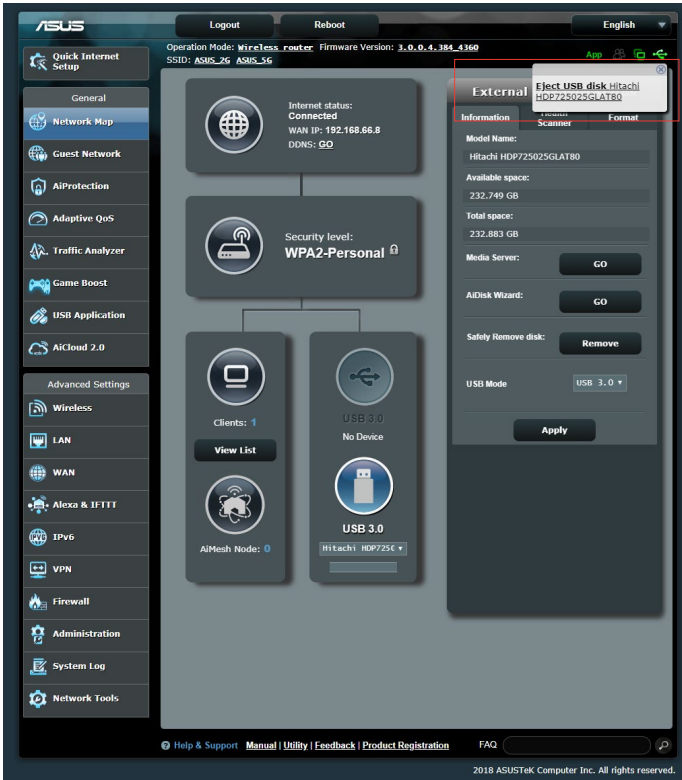 ASUS
Logout
Reboot
English
Quick Internet
Setup
Operation Mode: Wireless router Firmware Version: 3.0.0.4.384_4360
SSID: ASUS_2G ASUS_5G
App
General
Network Map
Guest Network
AiProtection
Adaptive QoS
Traffic Analyzer
Game Boost
USB Application
AiCloud 2.0
Advanced Settings
Wireless
LAN
WAN
Alexa & IFTTT
IPv6
VPN
Firewall
Administration
System Log
Network Tools
Internet status:
Connected
WAN IP: 192.168.66.8
DDNS: GO
Security level:
WPA2-Personal
Clients: 1
View List
AiMesh Node: 0
USB 3.0
No Device
USB 3.0
Hitachi HDP725
External
Eject USB disk Hitachi
HDP725025GLAT80
Information
Health
Scanner
Format
Model Name:
Hitachi HDP725025GLAT80
Available space:
232.749 GB
Total space:
232.883 GB
Media Server:
GO
AiDisk Wizard:
GO
Safely Remove disk:
Remove
USB Mode
USB 3.0
Apply
Help & Support Manual | Utility | Feedback | Product Registration
FAQ
2018 ASUSTeK Computer Inc. All rights reserved.